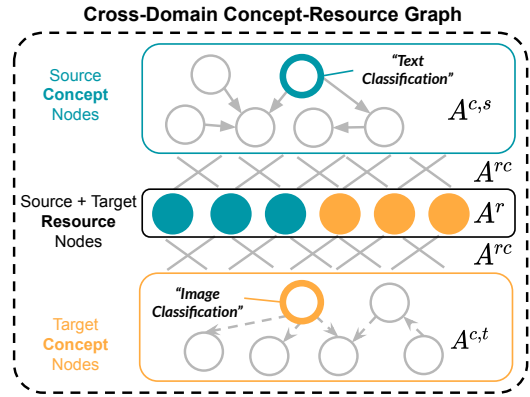 Cross-Domain Concept-Resource Graph
Source
Concept
Nodes
“Text
Classification”
A^{c,s}
A^{rc}
Source + Target
Resource
Nodes
A^{r}
A^{rc}
Target
Concept
Nodes
“Image
Classification”
A^{c,t}